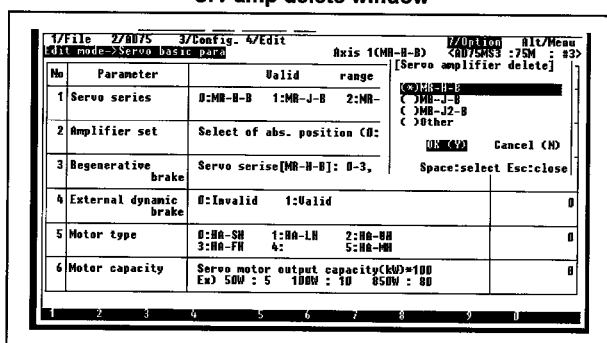 1/File 2/AD75 3/Config. 4/Edit 7/Option Alt/Menu
Edit mode->Servo basic para Axis 1(MR-H-B) <AD75MS3 :75M : #3>
[Servo amplifier delete]
(*)MR-H-B
( )MR-J-B
( )MR-J2-B
( )Other
OK (Y) Cancel (N)
Space:select Esc:close
No Parameter Valid range
1 Servo series 0:MR-H-B 1:MR-J-B 2:MR-
2 Amplifier set Select of abs. position (0:
3 Regenerative brake Servo serise[MR-H-B]: 0-3,
4 External dynamic brake 0:Invalid 1:Valid 0
5 Motor type 0:HA-SH 1:HA-LH 2:HA-UH 0
3:HA-FH 4: 5:HA-MH
6 Motor capacity Servo motor output capacity(kW)*100 0
Ex) 50W : 5 100W : 10 850W : 80
1 2 3 4 5 6 7 8 9 0